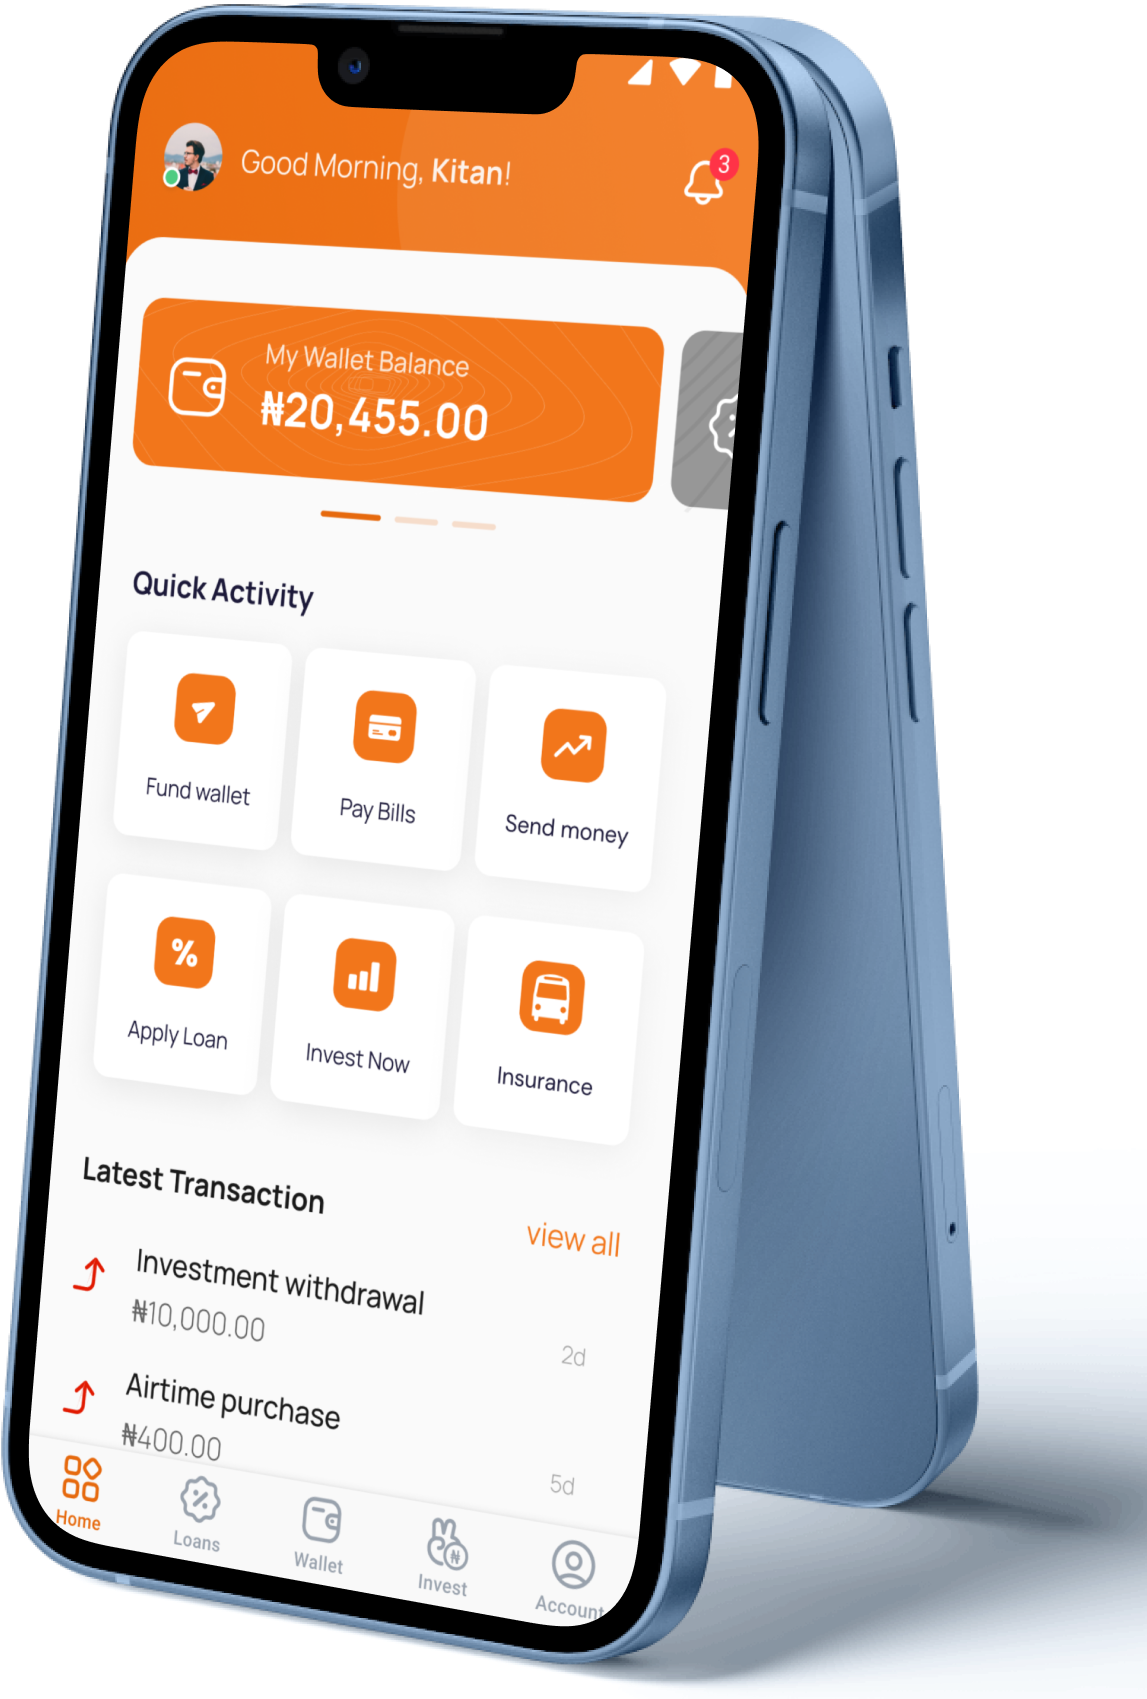 Good Morning, Kitan!
3
My Wallet Balance
₦20,455.00
Quick Activity
Fund wallet
Pay Bills
Send money
Apply Loan
Invest Now
Insurance
Latest Transaction
view all
Investment withdrawal
₦10,000.00
2d
Airtime purchase
₦400.00
5d
Home
Loans
Wallet
Invest
Account